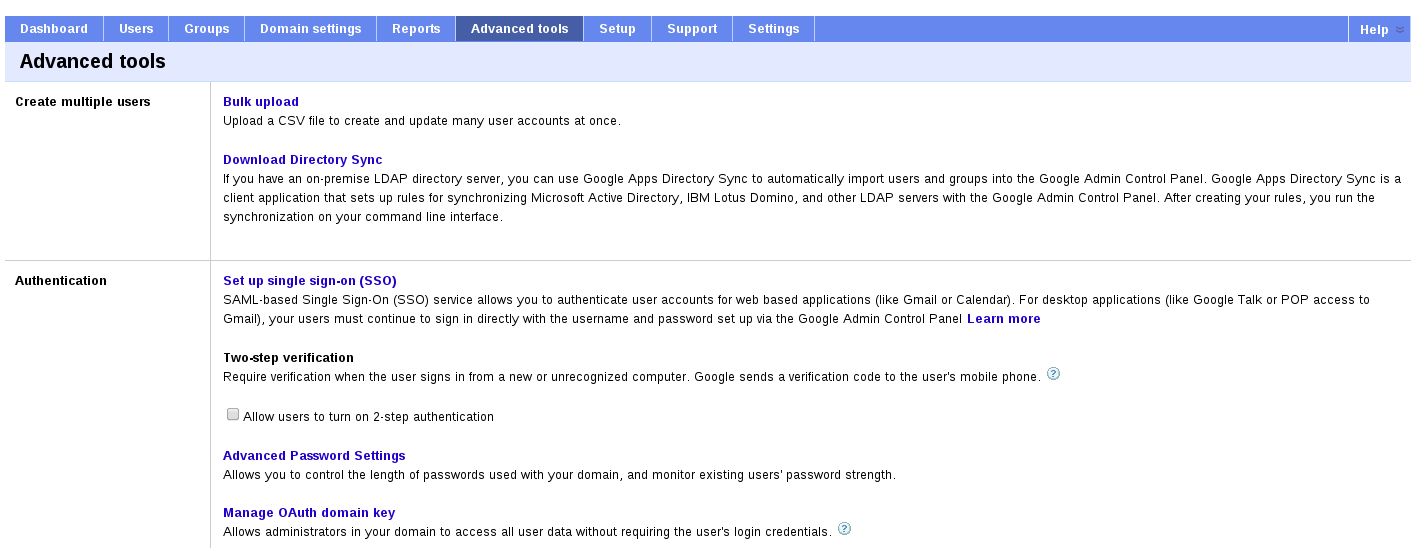 Dashboard Users Groups Domain settings Reports Advanced tools Setup Support Settings Help
Advanced tools
Create multiple users
Bulk upload
Upload a CSV file to create and update many user accounts at once.
Download Directory Sync
If you have an on-premise LDAP directory server, you can use Google Apps Directory Sync to automatically import users and groups into the Google Admin Control Panel. Google Apps Directory Sync is a
client application that sets up rules for synchronizing Microsoft Active Directory, IBM Lotus Domino, and other LDAP servers with the Google Admin Control Panel. After creating your rules, you run the
synchronization on your command line interface.
Authentication
Set up single sign-on (SSO)
SAML-based Single Sign-On (SSO) service allows you to authenticate user accounts for web based applications (like Gmail or Calendar). For desktop applications (like Google Talk or POP access to
Gmail), your users must continue to sign in directly with the username and password set up via the Google Admin Control Panel Learn more
Two-step verification
Require verification when the user signs in from a new or unrecognized computer. Google sends a verification code to the user's mobile phone. ?
Allow users to turn on 2-step authentication
Advanced Password Settings
Allows you to control the length of passwords used with your domain, and monitor existing users' password strength.
Manage OAuth domain key
Allows administrators in your domain to access all user data without requiring the user's login credentials. ?